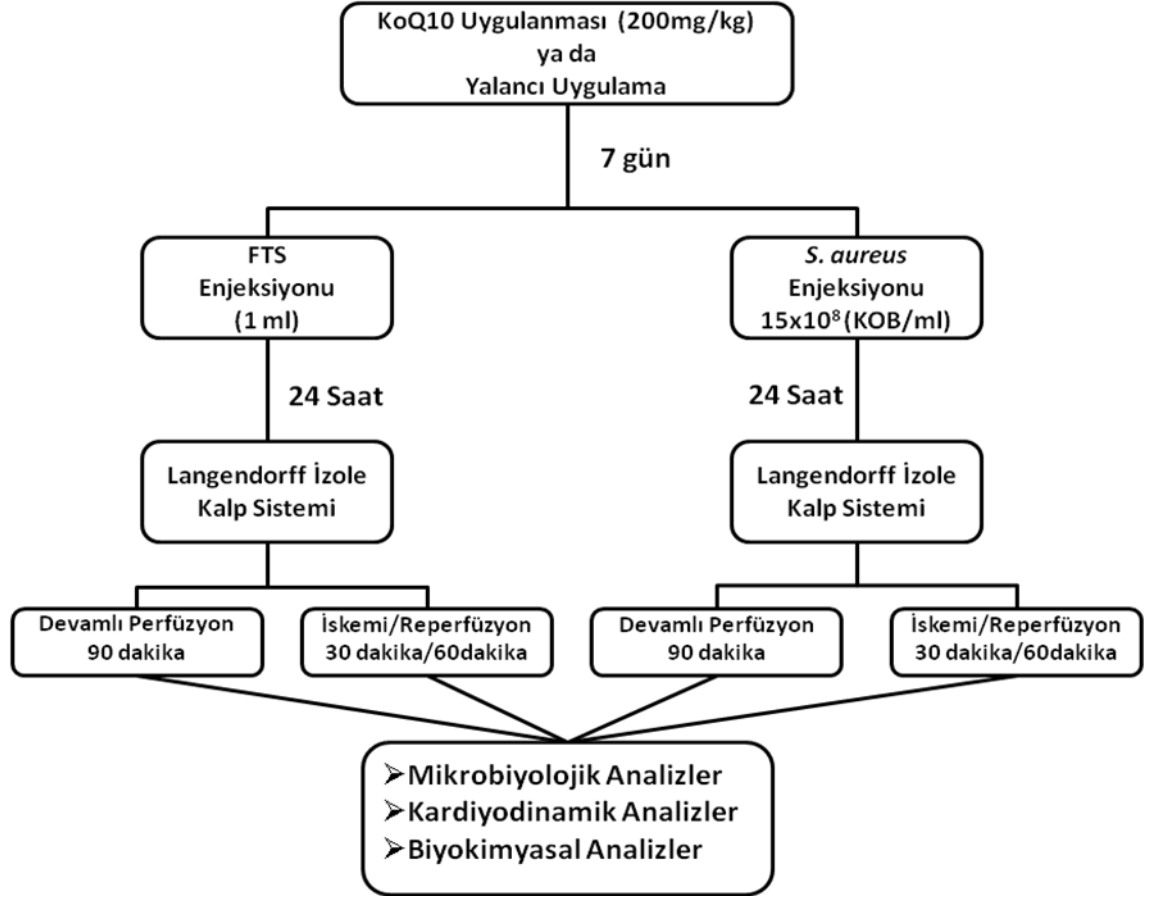 KoQ10 Uygulanması (200mg/kg)
ya da
Yalancı Uygulama
7 gün
FTS
Enjeksiyonu
(1 ml)
S. aureus
Enjeksiyonu
15x10⁸ (KOB/ml)
24 Saat
24 Saat
Langendorff İzole
Kalp Sistemi
Langendorff İzole
Kalp Sistemi
Devamlı Perfüzyon
90 dakika
İskemi/Reperfüzyon
30 dakika/60dakika
Devamlı Perfüzyon
90 dakika
İskemi/Reperfüzyon
30 dakika/60dakika
➢Mikrobiyolojik Analizler
➢Kardiyodinamik Analizler
➢Biyokimyasal Analizler